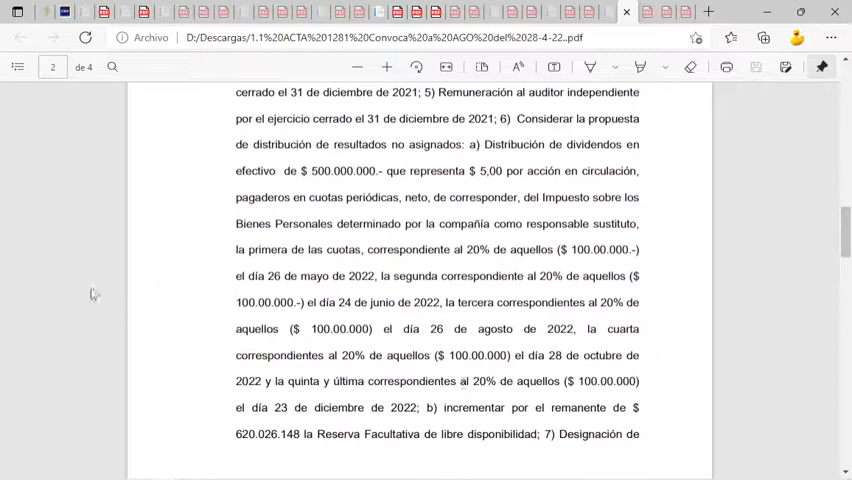 Archivo
D:/Descargas/1.1%20ACTA%201281%20Convoca%20a%20AGO%20del%2028-4-22..pdf
2
de 4
cerrado el 31 de diciembre de 2021; 5) Remuneración al auditor independiente
por el ejercicio cerrado el 31 de diciembre de 2021; 6) Considerar la propuesta
de distribución de resultados no asignados: a) Distribución de dividendos en
efectivo de $ 500.000.000.- que representa $ 5,00 por acción en circulación,
pagaderos en cuotas periódicas, neto, de corresponder, del Impuesto sobre los
Bienes Personales determinado por la compañía como responsable sustituto,
la primera de las cuotas, correspondiente al 20% de aquellos ($ 100.00.000.-)
el día 26 de mayo de 2022, la segunda correspondiente al 20% de aquellos ($
100.00.000.-) el día 24 de junio de 2022, la tercera correspondientes al 20% de
aquellos ($ 100.00.000) el día 26 de agosto de 2022, la cuarta
correspondientes al 20% de aquellos ($ 100.00.000) el día 28 de octubre de
2022 y la quinta y última correspondientes al 20% de aquellos ($ 100.00.000)
el día 23 de diciembre de 2022; b) incrementar por el remanente de $
620.026.148 la Reserva Facultativa de libre disponibilidad; 7) Designación de